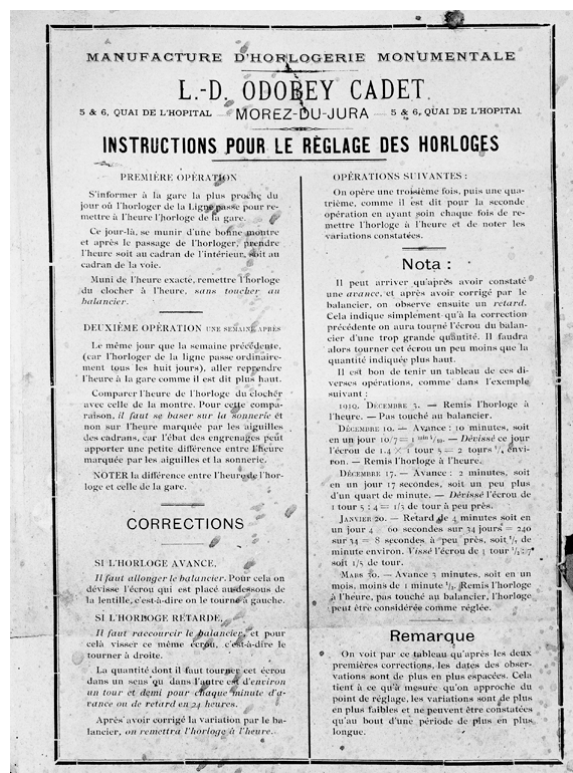 MANUFACTURE D'HORLOGERIE MONUMENTALE
L.-D. ODOBEY CADET
5 & 6, QUAI DE L'HOPITAL — MOREZ-DU-JURA — 5 & 6, QUAI DE L'HOPITAL
INSTRUCTIONS POUR LE RÉGLAGE DES HORLOGES
PREMIÈRE OPÉRATION
S'informer à la gare la plus proche du
jour où l'horloger de la Ligne passe pour re-
mettre à l'heure l'horloge de la gare.
Ce jour-là, se munir d'une bonne montre
et après le passage de l'horloger, prendre
l'heure soit au cadran de l'intérieur, soit au
cadran de la voie.
Muni de l'heure exacte, remettre l'horloge
du clocher à l'heure, sans toucher au
balancier.
DEUXIÈME OPÉRATION UNE SEMAINE APRÈS
Le même jour que la semaine précédente,
(car l'horloger de la ligne passe ordinaire-
ment tous les huit jours), aller reprendre
l'heure à la gare comme il est dit plus haut.
Comparer l'heure de l'horloge du clocher
avec celle de la montre. Pour cette compa-
raison, il faut se baser sur la sonnerie et
non sur l'heure marquée par les aiguilles
des cadrans, car l'ébat des engrenages peut
apporter une petite différence entre l'heure
marquée par les aiguilles et la sonnerie.
NOTER la différence entre l'heure de l'hor-
loge et celle de la gare.
CORRECTIONS
SI L'HORLOGE AVANCE.
Il faut allonger le balancier. Pour cela on
dévisse l'écrou qui est placé au-dessous de
la lentille, c'est-à-dire on le tourne à gauche.
SI L'HORLOGE RETARDE.
Il faut raccourcir le balancier, et pour
celà visser ce même écrou, c'est-à-dire le
tourner à droite.
La quantité dont il faut tourner cet écrou
dans un sens ou dans l'autre est d'environ
un tour et demi pour chaque minute d'a-
vance ou de retard en 24 heures.
Après avoir corrigé la variation par le ba-
lancier, on remettra l'horloge à l'heure.
OPÉRATIONS SUIVANTES :
On opère une troisième fois, puis une qua-
trième, comme il est dit pour la seconde
opération en ayant soin chaque fois de re-
mettre l'horloge à l'heure et de noter les
variations constatées.
Nota :
Il peut arriver qu'après avoir constaté
une avance, et après avoir corrigé par le
balancier, on observe ensuite un retard.
Cela indique simplement qu'à la correction
précédente on aura tourné l'écrou du balan-
cier d'une trop grande quantité. Il faudra
alors tourner cet écrou un peu moins que la
quantité indiquée plus haut.
Il est bon de tenir un tableau de ces di-
verses opérations, comme dans l'exemple
suivant :
1919. DÉCEMBRE 3. — Remis l'horloge à
l'heure. — Pas touché au balancier.
DÉCEMBRE 10. — Avance : 10 minutes, soit
en un jour 10/7 = 1 min — Dévissé ce jour
l'écrou de 1.4 × 1 tour 5 = 2 tours envi-
ron. — Remis l'horloge à l'heure.
DÉCEMBRE 17. — Avance : 2 minutes, soit
en un jour 17 secondes, soit un peu plus
d'un quart de minute. — Dévissé l'écrou de
1 tour 5 : 4 = 1/3 de tour à peu près.
JANVIER 20. — Retard de 4 minutes soit en
un jour 4 60 secondes sur 34 jours = 240
sur 34 = 8 secondes à peu près, soit de
minute environ. Vissé l'écrou de 1 tour
soit 1/5 de tour.
MARS 30. — Avance 3 minutes, soit en un
mois, moins de 1 minute Remis l'horloge
à l'heure, pas touché au balancier, l'horloge
peut être considérée comme réglée.
Remarque
On voit par ce tableau qu'après les deux
premières corrections, les dates des obser-
vations sont de plus en plus espacées. Cela
tient à ce qu'à mesure qu'on approche du
point de réglage, les variations sont de plus
en plus faibles et ne peuvent être constatées
qu'au bout d'une période de plus en plus
longue.